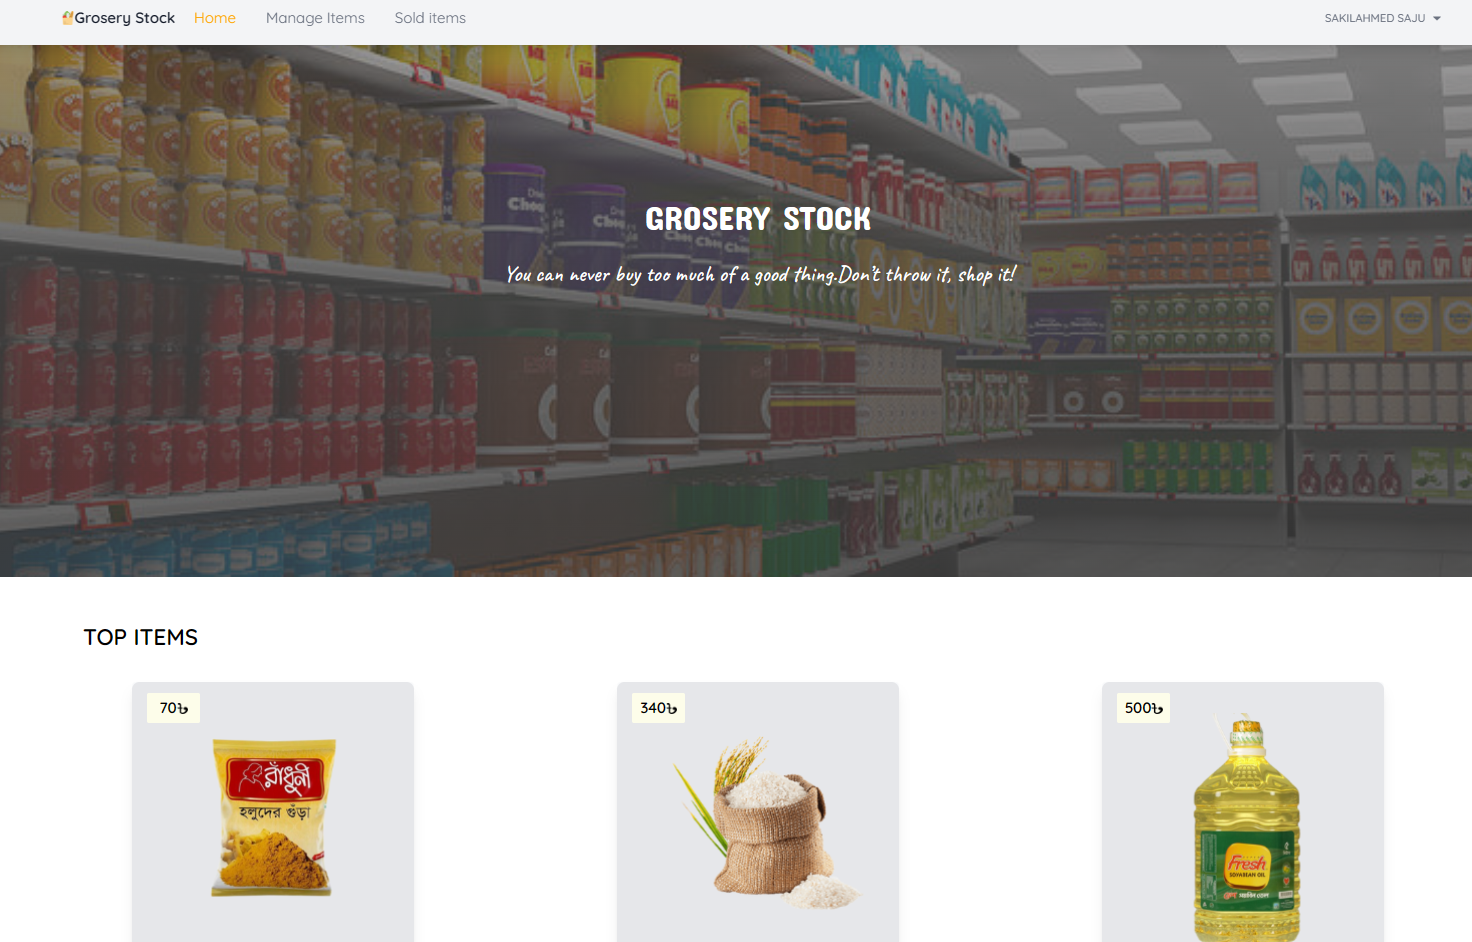 Grosery Stock Home Manage Items Sold items SAKILAHMED SAJU
GROSERY STOCK
You can never buy too much of a good thing.Don't throw it, shop it!
TOP ITEMS
70৳ 340৳ 500৳
রাঁধুনী
হলুদের গুঁড়া
Fresh
SOYABEAN OIL